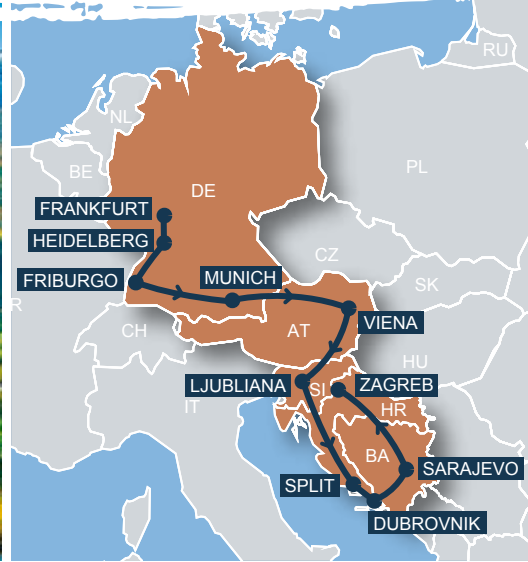 RU
NL
PL
BE
DE
FRANKFURT
HEIDELBERG
CZ
FRIBURGO
MUNICH
SK
R
CH
AT
VIENA
HU
LJUBLIANA
SI
ZAGREB
IT
HR
BA
SARAJEVO
SPLIT
DUBROVNIK